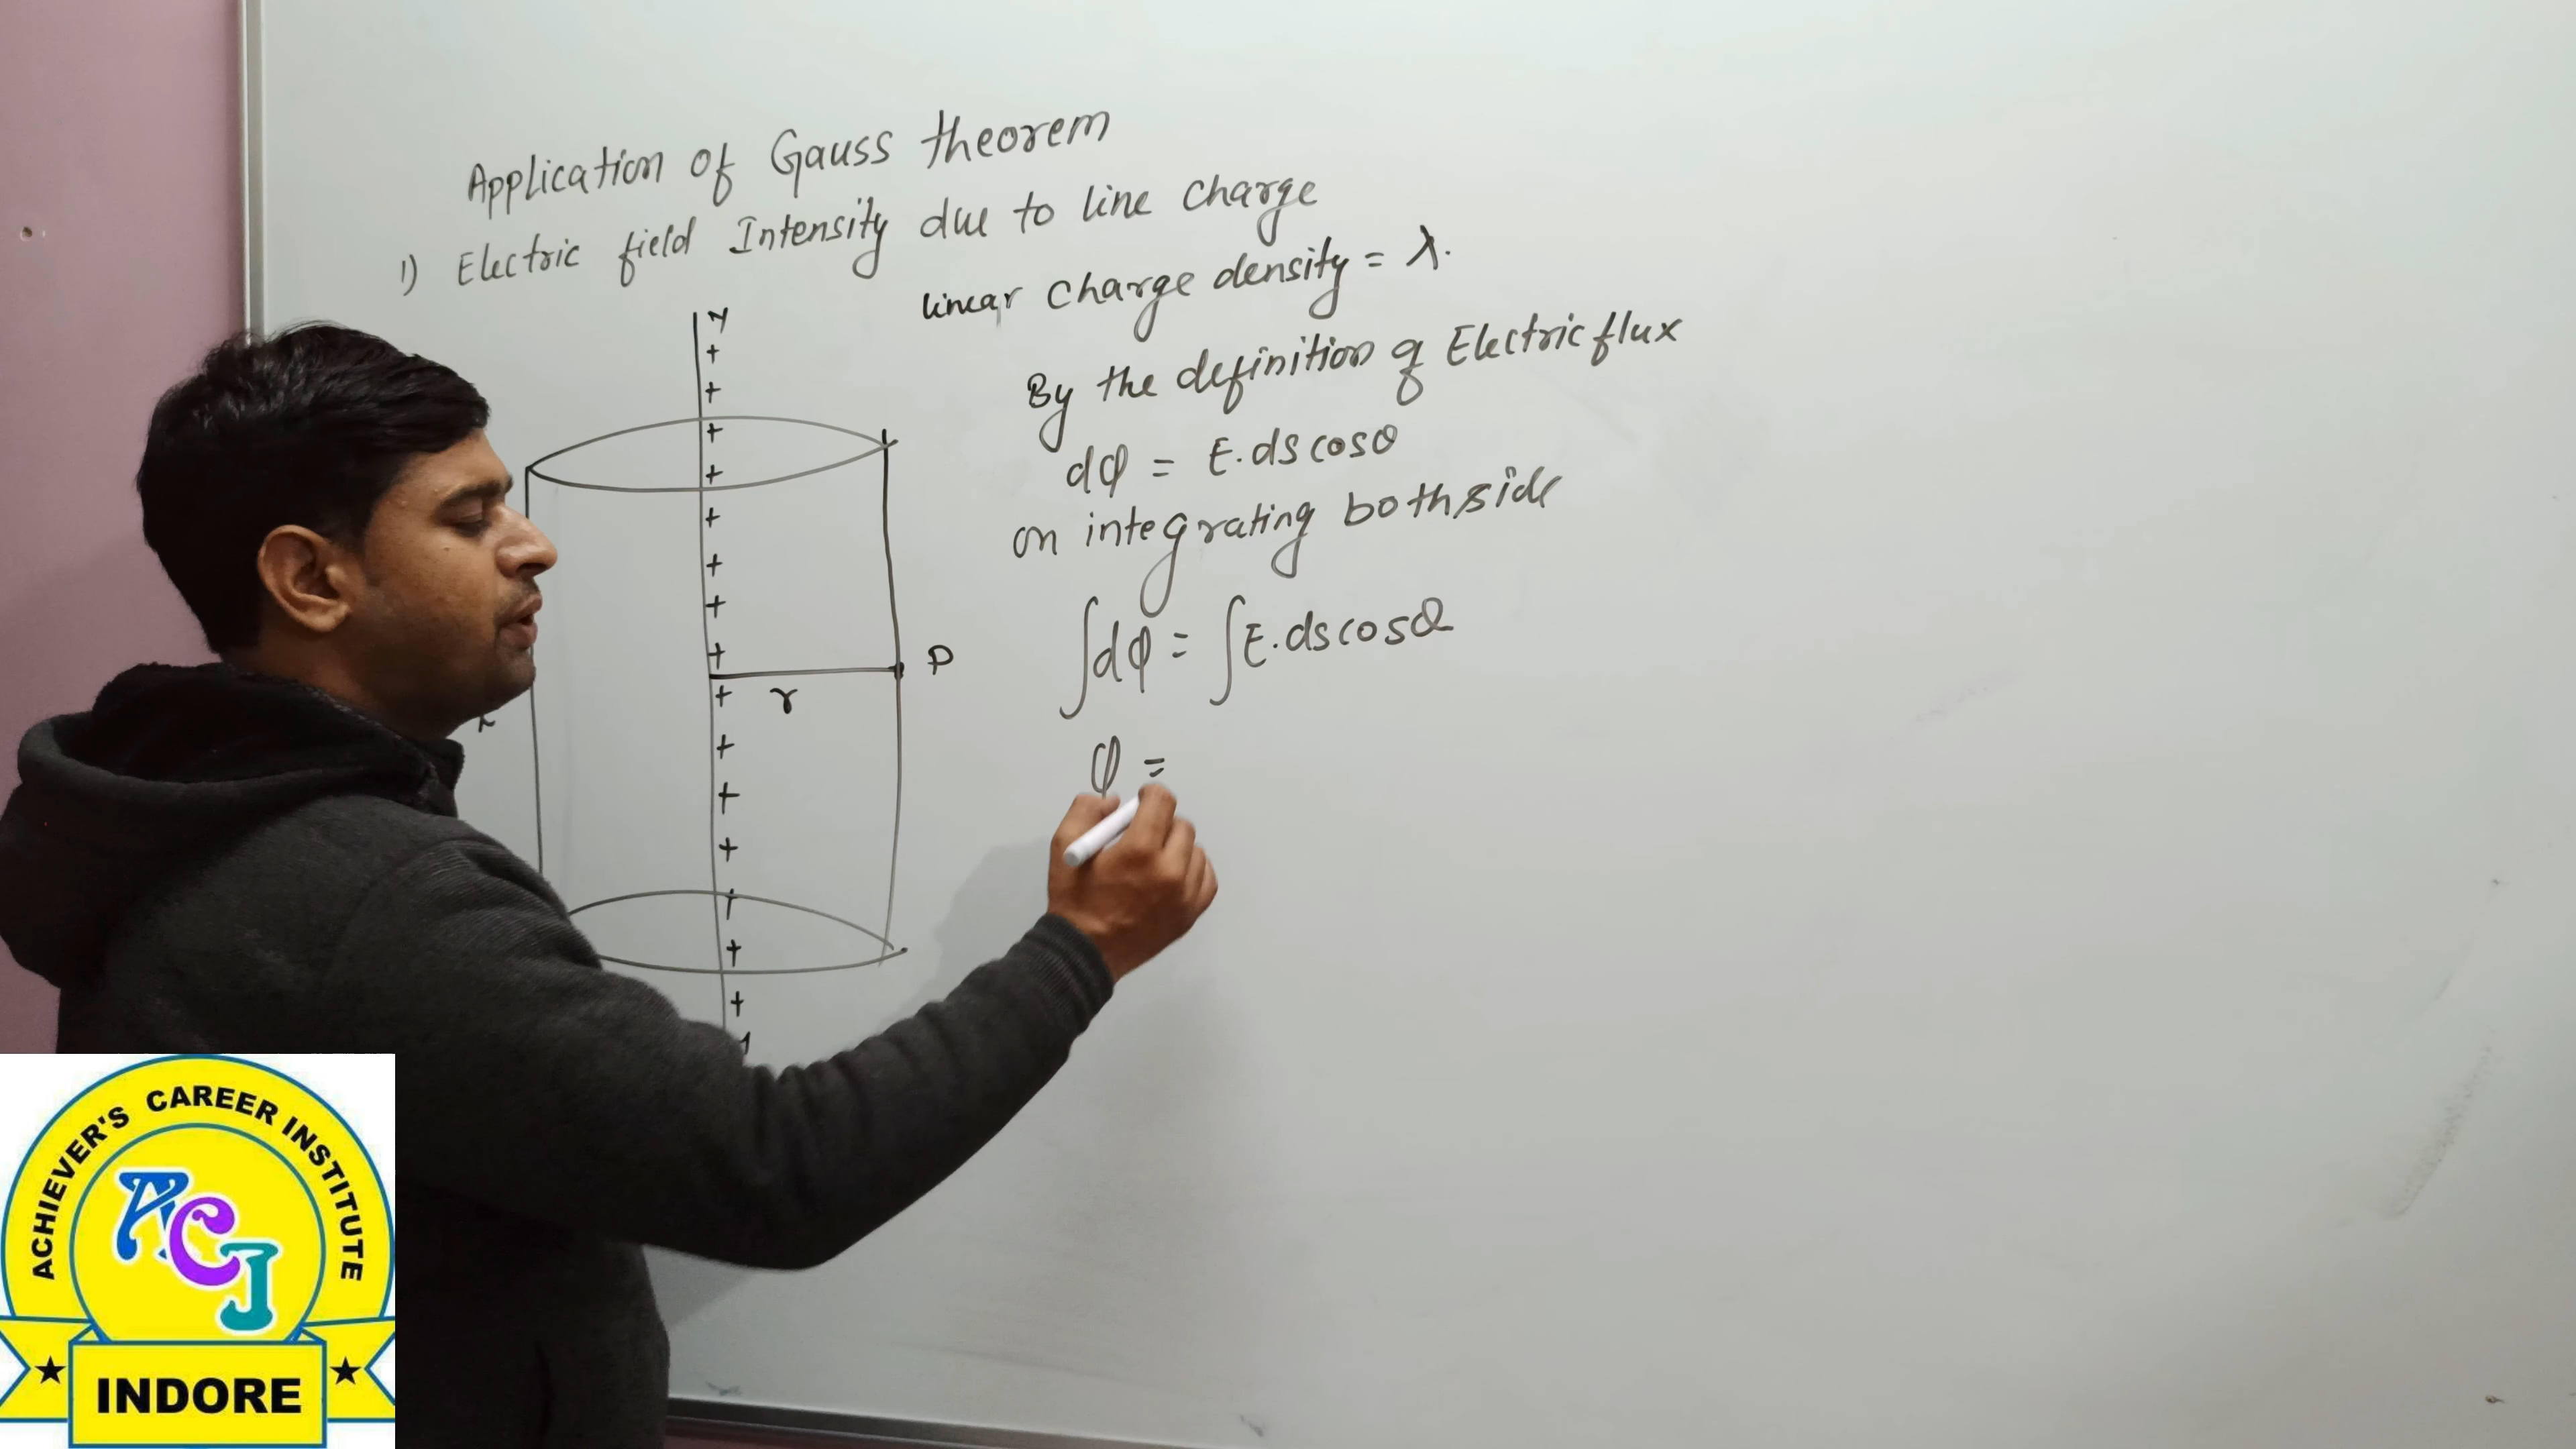 Application of Gauss theorem
1) Electric field Intensity due to line charge
linear charge density = λ.
By the definition of Electric flux
dφ = E.ds cosθ
on integrating both side
∫dφ = ∫E.ds cosθ
φ =
y
+
+
+
+
+
+
+
+
P
r
+
+
+
+
+
+
+
ACHIEVER'S CAREER INSTITUTE
ACI
INDORE